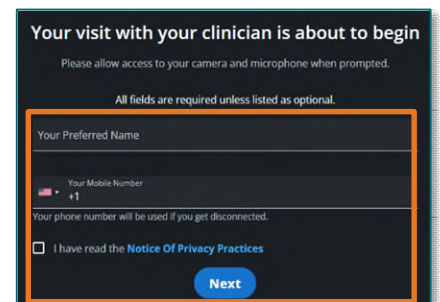 Your visit with your clinician is about to begin
Please allow access to your camera and microphone when prompted.
All fields are required unless listed as optional.
Your Preferred Name
Your Mobile Number
+1
Your phone number will be used if you get disconnected.
I have read the Notice Of Privacy Practices
Next